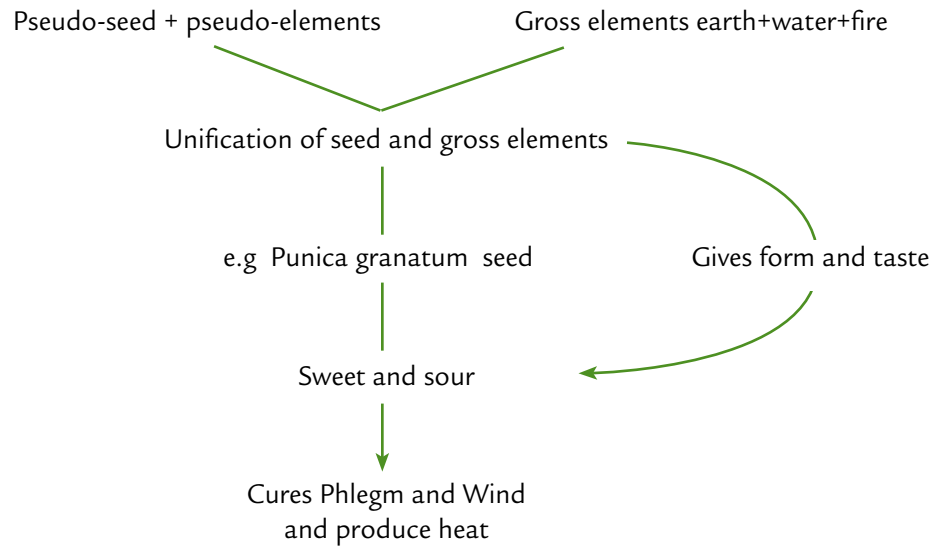 Pseudo-seed + pseudo-elements
Gross elements earth+water+fire
Unification of seed and gross elements
e.g Punica granatum seed
Gives form and taste
Sweet and sour
Cures Phlegm and Wind
and produce heat